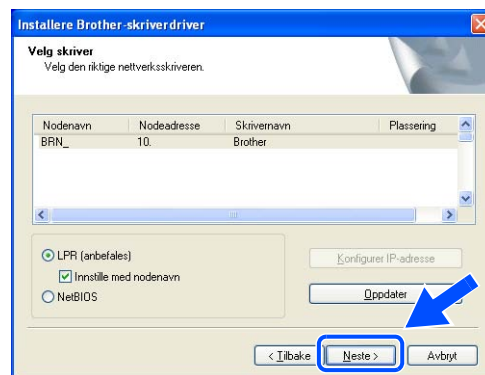 Installere Brother-skriverdriver
Velg skriver
Velg den riktige nettverksskriveren.
Nodenavn Nodeadresse Skrivernavn Plassering
BRN_ 10. Brother
LPR (anbefales)
Innstille med nodenavn
NetBIOS
Konfigurer IP-adresse
Oppdater
< Tilbake Neste > Avbryt